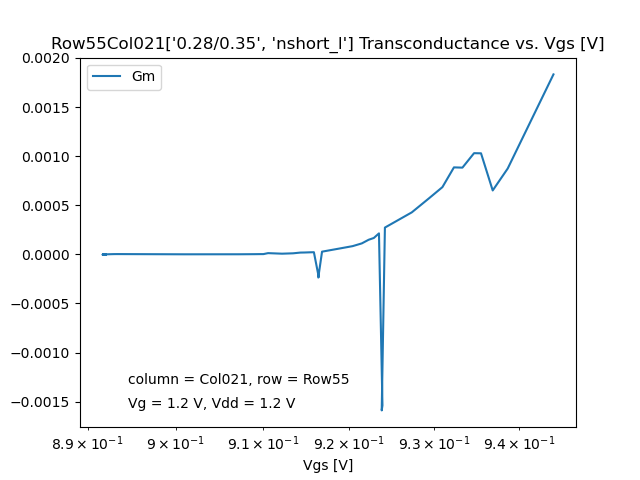 Row55Col021['0.28/0.35', 'nshort_l'] Transconductance vs. Vgs [V]
0.0020
Gm
0.0015
0.0010
0.0005
0.0000
−0.0005
−0.0010
column = Col021, row = Row55
−0.0015
Vg = 1.2 V, Vdd = 1.2 V
8.9 × 10⁻¹ 9 × 10⁻¹ 9.1 × 10⁻¹ 9.2 × 10⁻¹ 9.3 × 10⁻¹ 9.4 × 10⁻¹
Vgs [V]